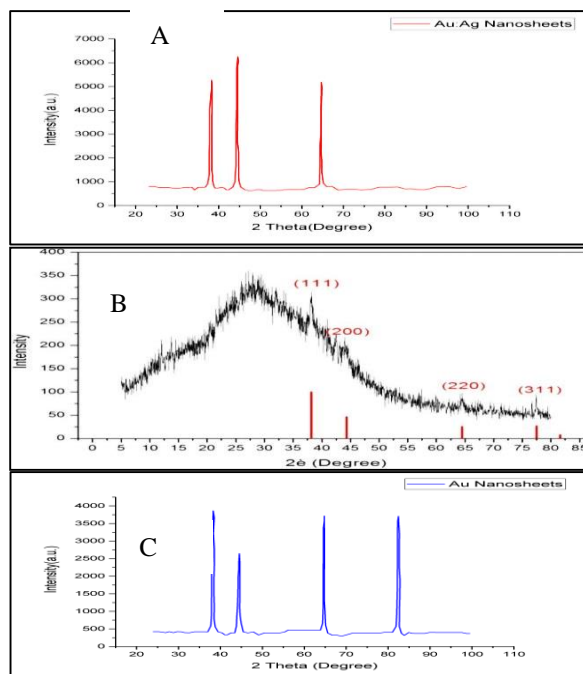 A
Au:Ag Nanosheets
7000
6000
5000
4000
3000
2000
1000
0
Intensity(a.u.)
20 30 40 50 60 70 80 90 100 110
2 Theta(Degree)
B
400
350
300
250
200
150
100
50
0
Intensity
(111)
(200)
(220)
(311)
0 5 10 15 20 25 30 35 40 45 50 55 60 65 70 75 80 85
2è (Degree)
C
Au Nanosheets
4000
3500
3000
2500
2000
1500
1000
500
0
Intensity(a.u.)
20 30 40 50 60 70 80 90 100 110
2 Theta (Degree)